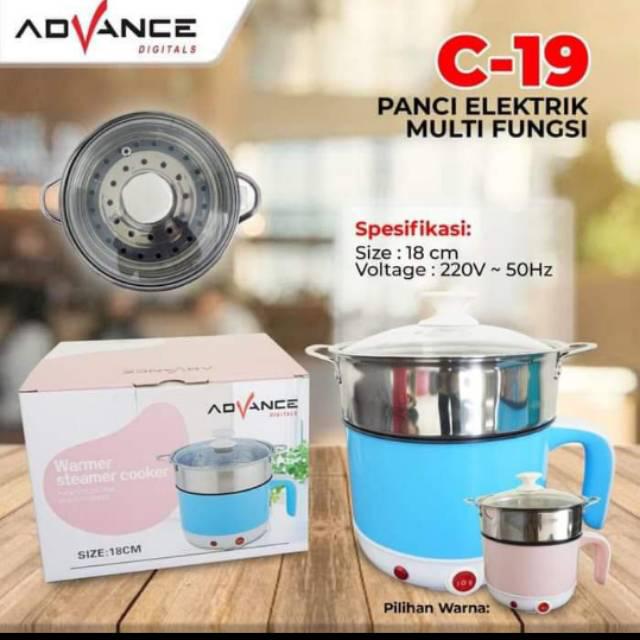 ADVANCE
DIGITALS
C-19
PANCI ELEKTRIK
MULTI FUNGSI
Spesifikasi:
Size : 18 cm
Voltage : 220V ~ 50Hz
ADVANCE
ADVANCE
DIGITALS
Warmer
steamer cooker
SIZE:18CM
Pilihan Warna: